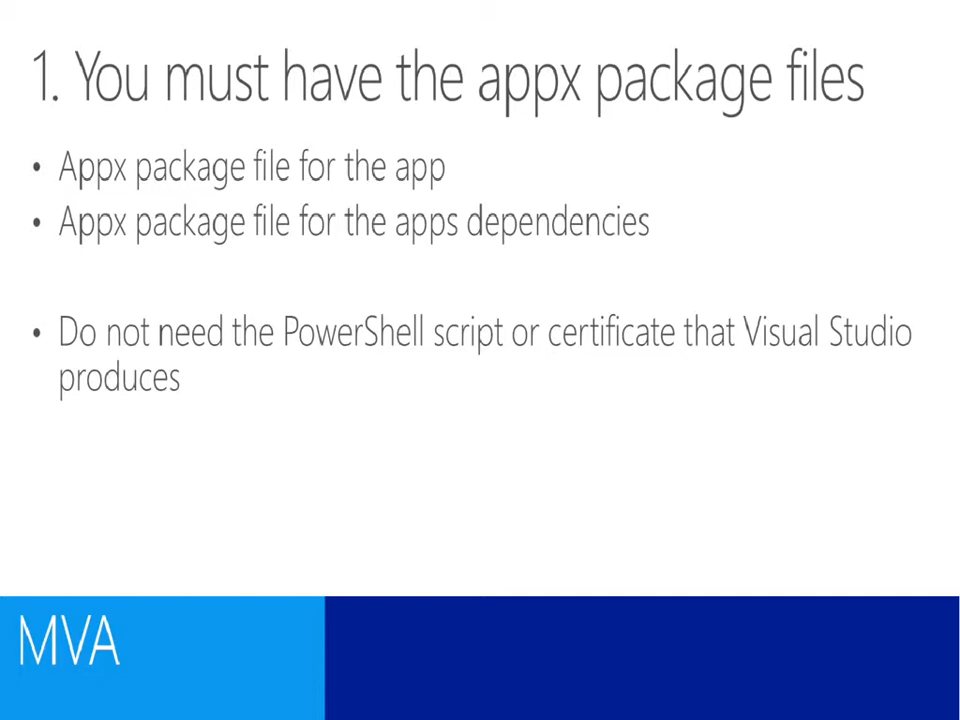 1. You must have the appx package files
• Appx package file for the app
• Appx package file for the apps dependencies
• Do not need the PowerShell script or certificate that Visual Studio
produces
MVA